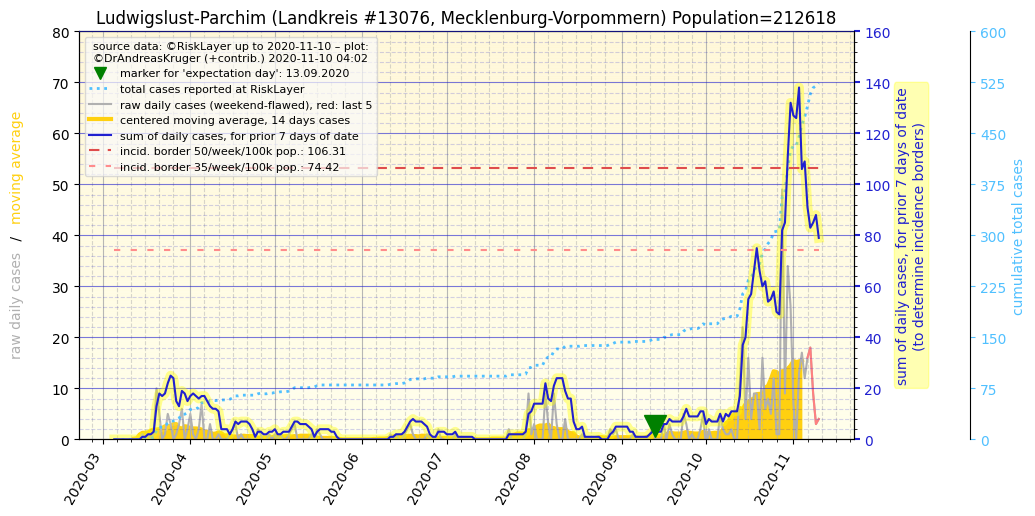 Ludwigslust-Parchim (Landkreis #13076, Mecklenburg-Vorpommern) Population=212618
source data: ©RiskLayer up to 2020-11-10 – plot:
©DrAndreasKruger (+contrib.) 2020-11-10 04:02
marker for 'expectation day': 13.09.2020
total cases reported at RiskLayer
raw daily cases (weekend-flawed), red: last 5
centered moving average, 14 days cases
sum of daily cases, for prior 7 days of date
incid. border 50/week/100k pop.: 106.31
incid. border 35/week/100k pop.: 74.42
raw daily cases / moving average
80
70
60
50
40
30
20
10
0
2020-03
2020-04
2020-05
2020-06
2020-07
2020-08
2020-09
2020-10
2020-11
160
140
120
100
80
60
40
20
0
sum of daily cases, for prior 7 days of date
(to determine incidence borders)
600
525
450
375
300
225
150
75
0
cumulative total cases